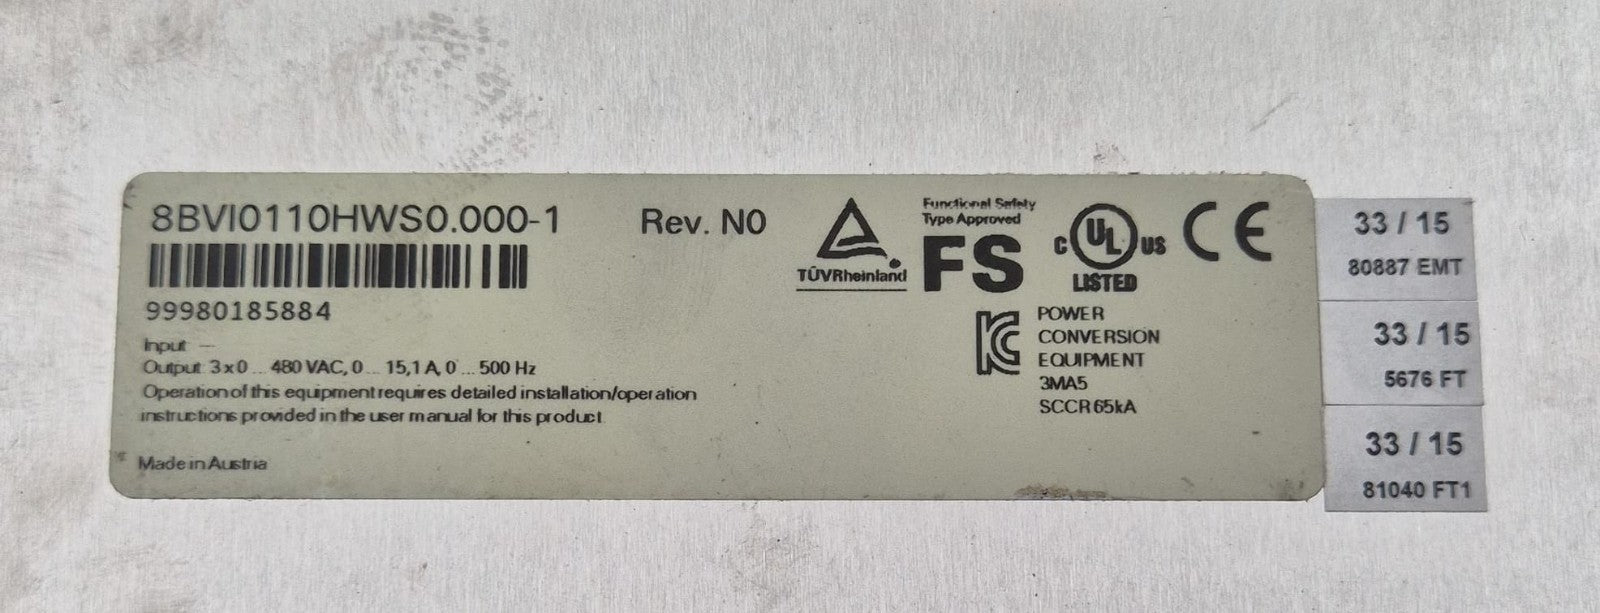 8BVI0110HWS0.000-1 Rev. N0
99980185884
Input: ---
Output: 3 x 0 ... 480 VAC, 0 ... 15,1 A, 0 ... 500 Hz
Operation of this equipment requires detailed installation/operation
instructions provided in the user manual for this product.
Made in Austria
TÜVRheinland
Functional Safety
Type Approved
FS
C UL US
LISTED
CE
KC
POWER
CONVERSION
EQUIPMENT
3MA5
SCCR 65kA
33 / 15
80887 EMT
33 / 15
5676 FT
33 / 15
81040 FT1